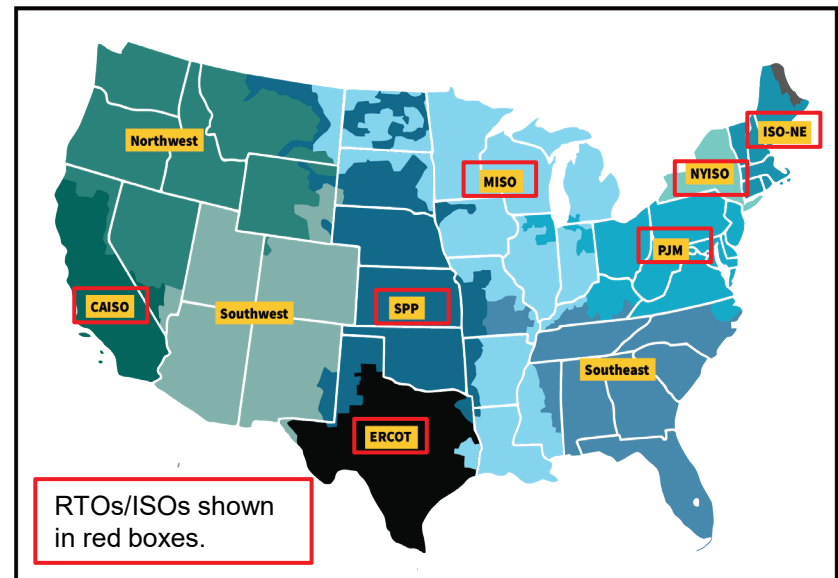 ISO-NE
Northwest
NYISO
MISO
PJM
CAISO
SPP
Southwest
Southeast
ERCOT
RTOs/ISOs shown
in red boxes.